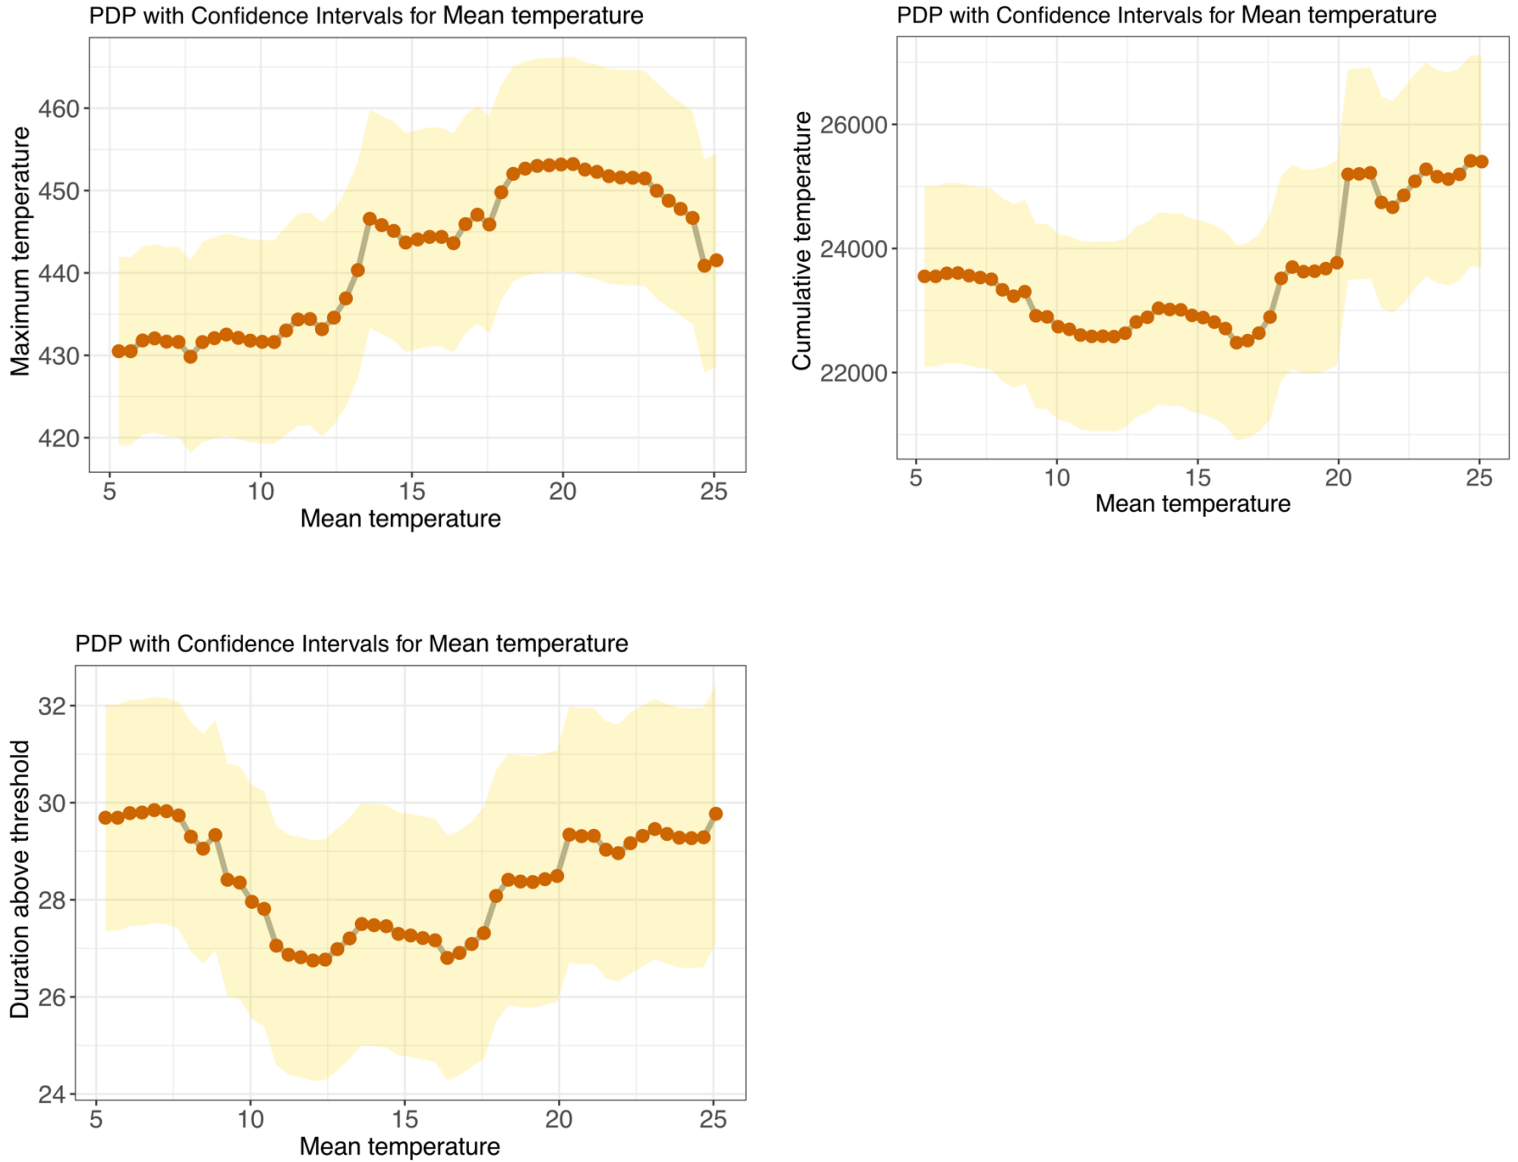 PDP with Confidence Intervals for Mean temperature
Maximum temperature
460
450
440
430
420
5 10 15 20 25
Mean temperature
PDP with Confidence Intervals for Mean temperature
Cumulative temperature
26000
24000
22000
5 10 15 20 25
Mean temperature
PDP with Confidence Intervals for Mean temperature
Duration above threshold
32
30
28
26
24
5 10 15 20 25
Mean temperature